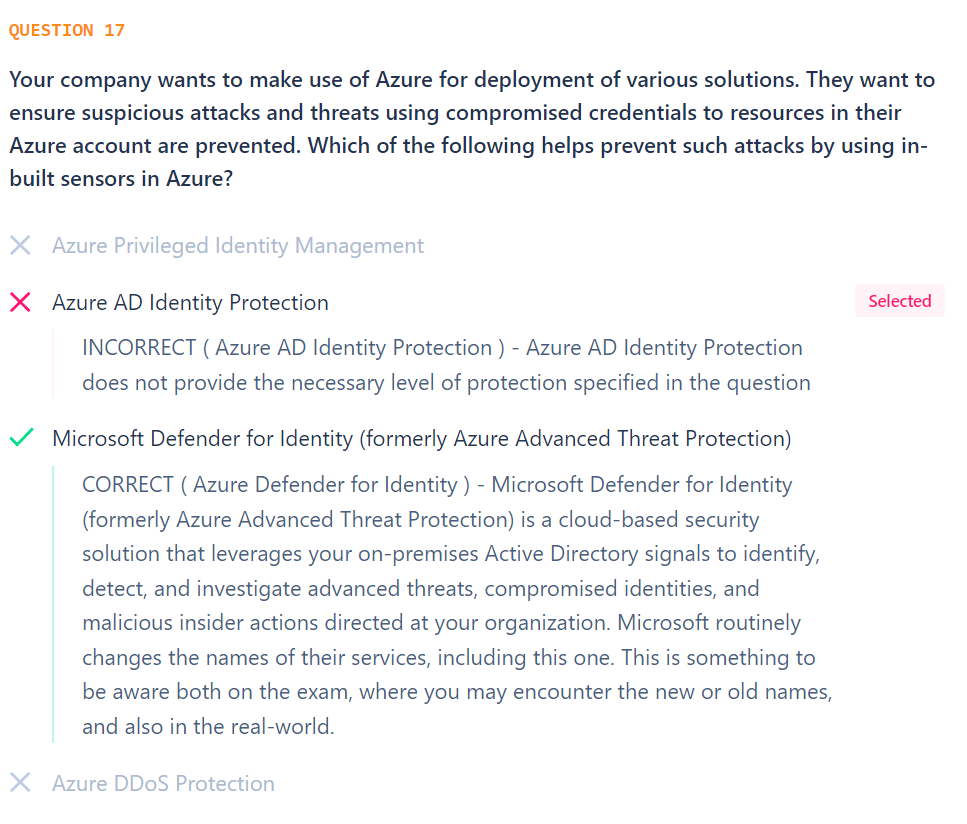 QUESTION 17
Your company wants to make use of Azure for deployment of various solutions. They want to
ensure suspicious attacks and threats using compromised credentials to resources in their
Azure account are prevented. Which of the following helps prevent such attacks by using in-
built sensors in Azure?
Azure Privileged Identity Management
Azure AD Identity Protection
Selected
INCORRECT ( Azure AD Identity Protection ) - Azure AD Identity Protection
does not provide the necessary level of protection specified in the question
Microsoft Defender for Identity (formerly Azure Advanced Threat Protection)
CORRECT ( Azure Defender for Identity ) - Microsoft Defender for Identity
(formerly Azure Advanced Threat Protection) is a cloud-based security
solution that leverages your on-premises Active Directory signals to identify,
detect, and investigate advanced threats, compromised identities, and
malicious insider actions directed at your organization. Microsoft routinely
changes the names of their services, including this one. This is something to
be aware both on the exam, where you may encounter the new or old names,
and also in the real-world.
Azure DDoS Protection